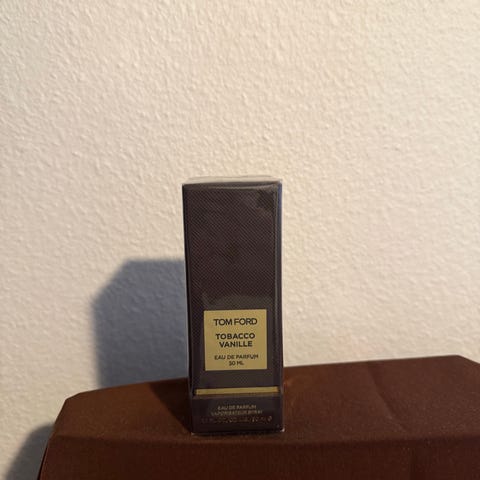 TOM FORD
TOBACCO
VANILLE
EAU DE PARFUM
50 ML
EAU DE PARFUM
VAPORISATEUR SPRAY